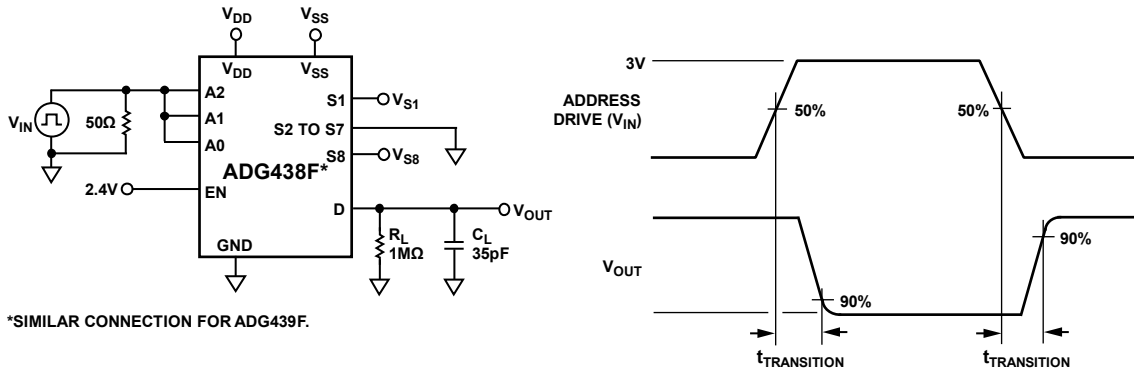 VDD
VSS
VDD
VSS
A2
A1
A0
VIN
50Ω
S1
VS1
S2 TO S7
S8
VS8
ADG438F*
2.4V
EN
D
VOUT
GND
RL
1MΩ
CL
35pF
*SIMILAR CONNECTION FOR ADG439F.
3V
ADDRESS
DRIVE (VIN)
50%
50%
VOUT
90%
90%
tTRANSITION
tTRANSITION